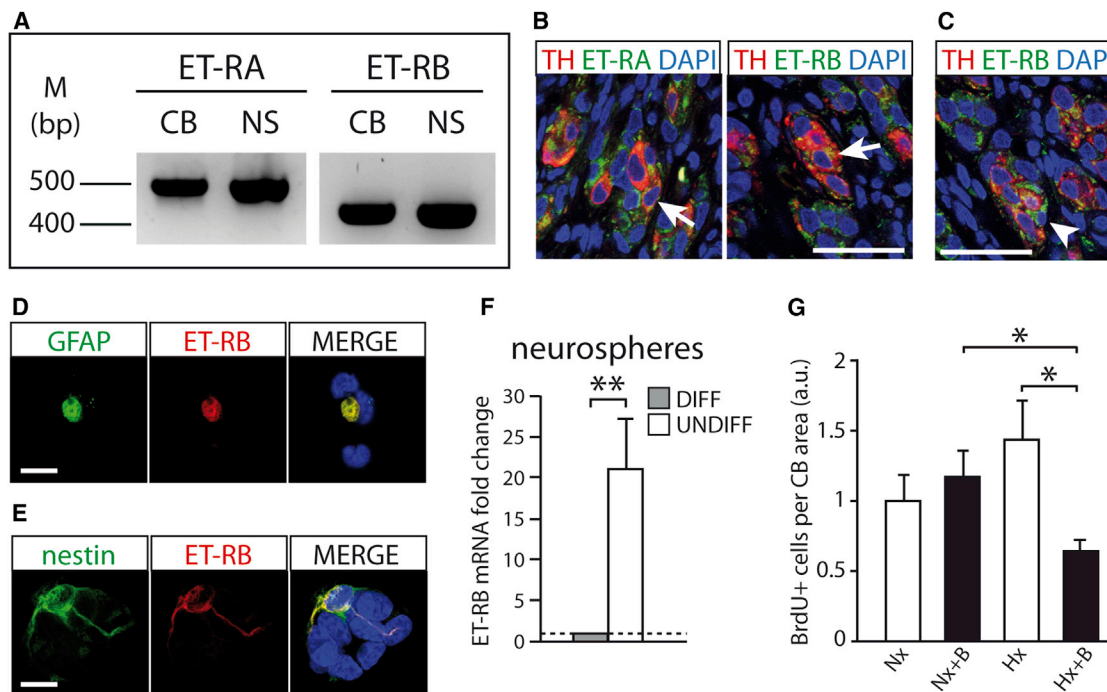 A
ET-RA
ET-RB
M
(bp)
CB
NS
CB
NS
500
400
B
TH ET-RA DAPI
TH ET-RB DAPI
C
TH ET-RB DAPI
D
GFAP
ET-RB
MERGE
E
nestin
ET-RB
MERGE
F
neurospheres
ET-RB mRNA fold change
30
25
20
15
10
5
0
**
DIFF
UNDIFF
G
BrdU+ cells per CB area (a.u.)
2
1.5
1
0.5
0
*
*
Nx
Nx+B
Hx
Hx+B